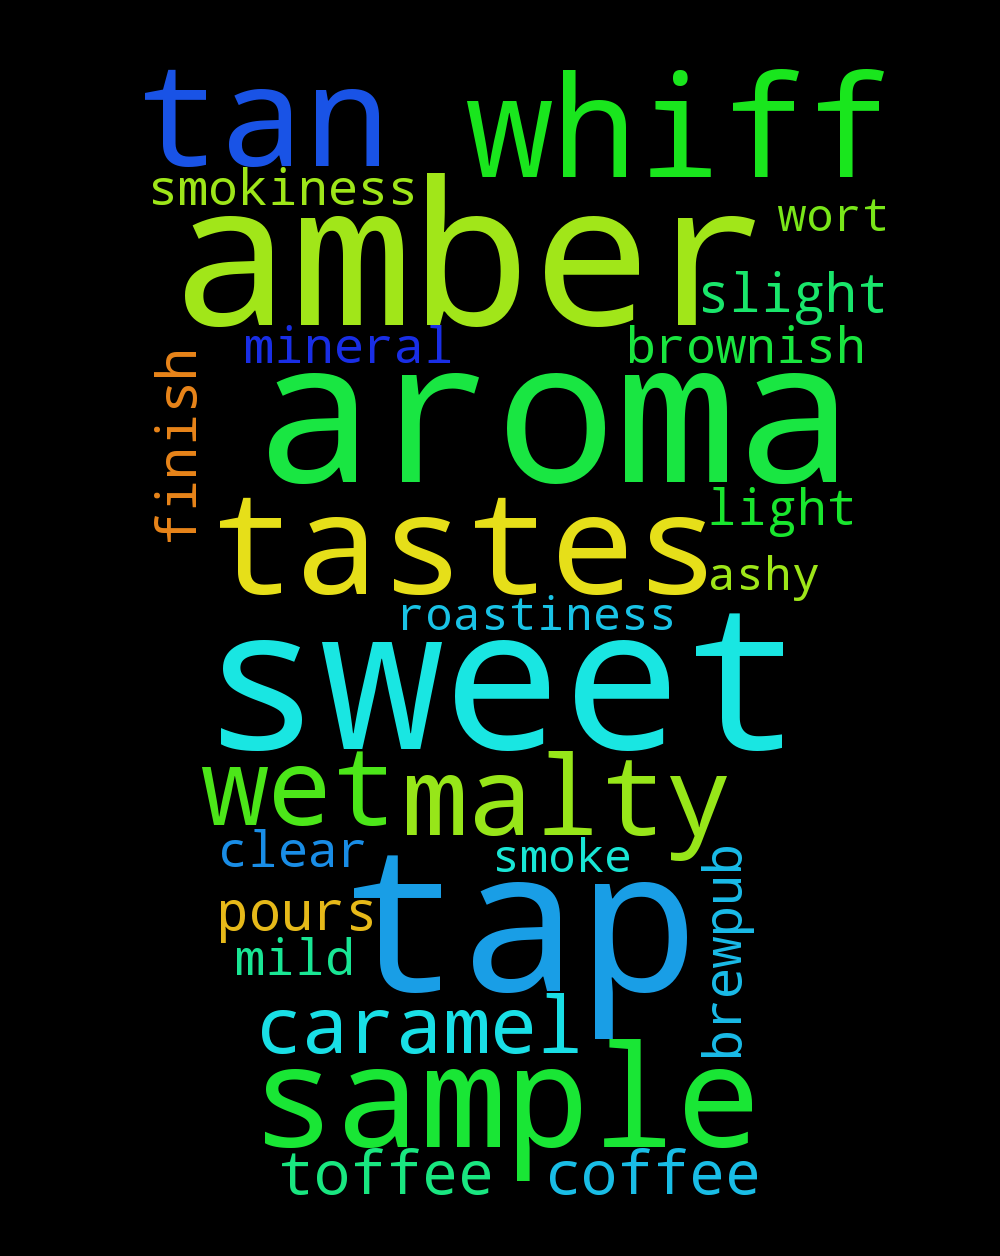 tan whiff
smokiness
amber
wort
slight
mineral brownish
finish
aroma
light
tastes
ashy
roastiness
sweet
wet malty
clear smoke
brewpub
tap
pours
mild
caramel
sample
toffee coffee